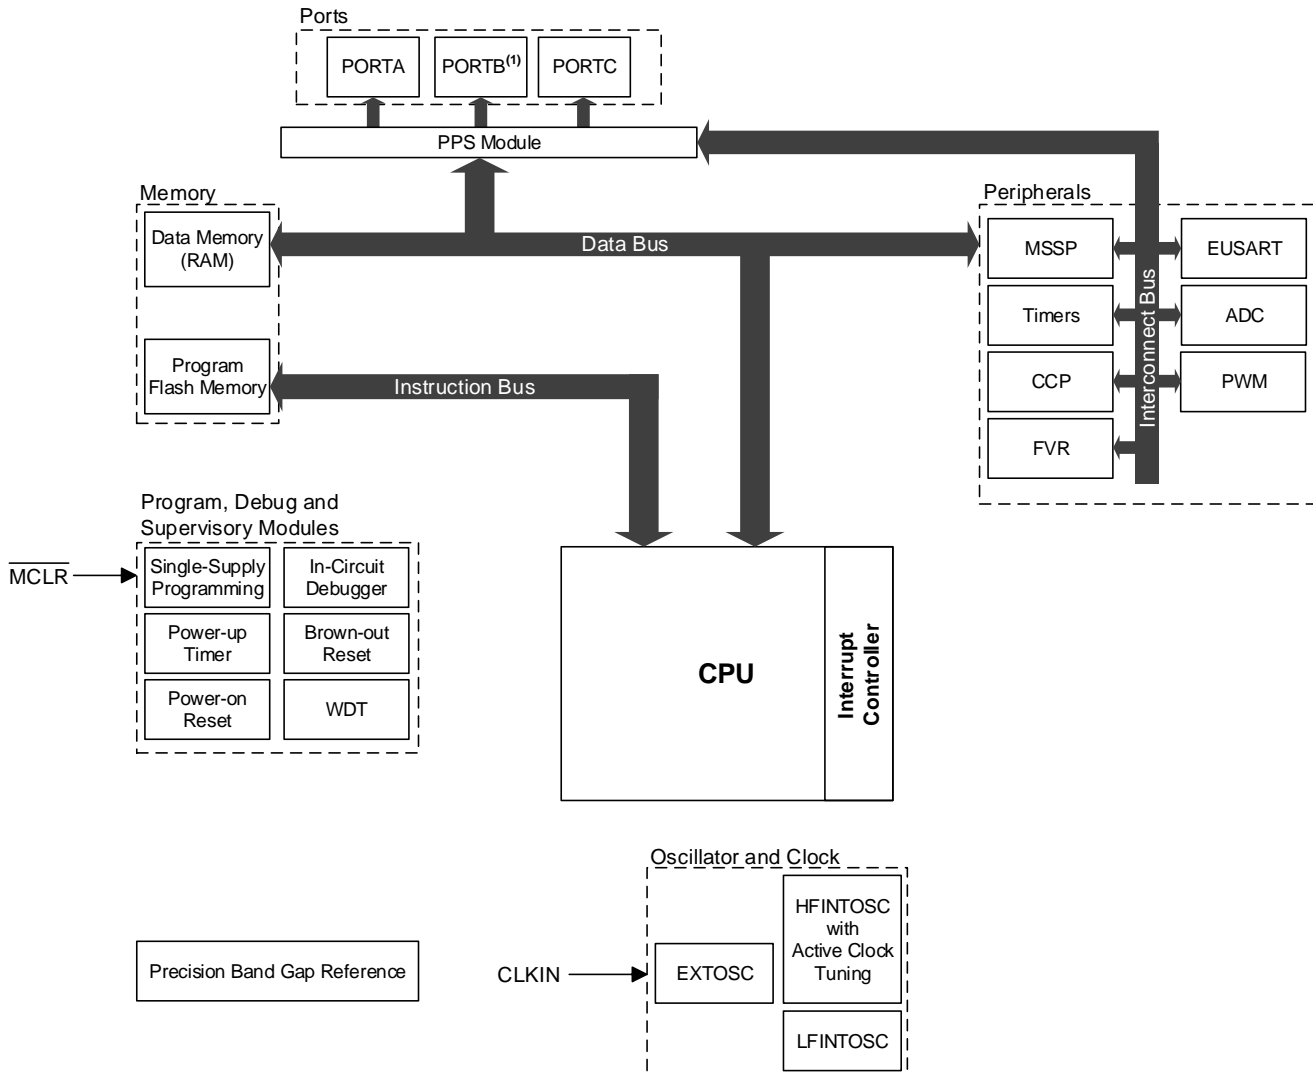 Ports
PORTA
PORTB(1)
PORTC
PPS Module
Memory
Data Memory
(RAM)
Program
Flash Memory
Data Bus
Instruction Bus
Peripherals
MSSP
EUSART
Timers
ADC
CCP
PWM
FVR
Interconnect Bus
Program, Debug and
Supervisory Modules
MCLR
Single-Supply
Programming
In-Circuit
Debugger
Power-up
Timer
Brown-out
Reset
Power-on
Reset
WDT
CPU
Interrupt
Controller
Oscillator and Clock
Precision Band Gap Reference
CLKIN
EXTOSC
HFINTOSC
with
Active Clock
Tuning
LFINTOSC